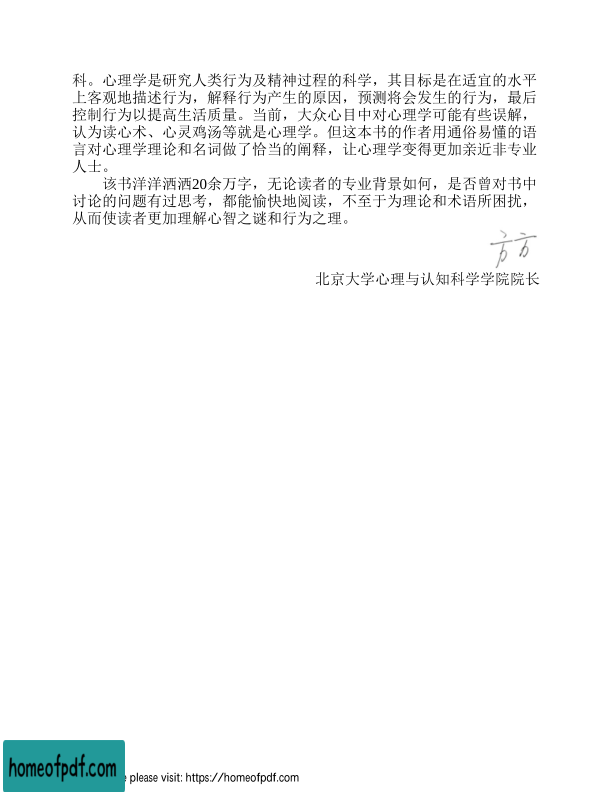 科。心理学是研究人类行为及精神过程的科学，其目标是在适宜的水平
上客观地描述行为，解释行为产生的原因，预测将会发生的行为，最后
控制行为以提高生活质量。当前，大众心目中对心理学可能有些误解，
认为读心术、心灵鸡汤等就是心理学。但这本书的作者用通俗易懂的语
言对心理学理论和名词做了恰当的阐释，让心理学变得更加亲近非专业
人士。
该书洋洋洒洒20余万字，无论读者的专业背景如何，是否曾对书中
讨论的问题有过思考，都能愉快地阅读，不至于为理论和术语所困扰，
从而使读者更加理解心智之谜和行为之理。
方方
北京大学心理与认知科学学院院长
homeofpdf.com
please visit: https://homeofpdf.com